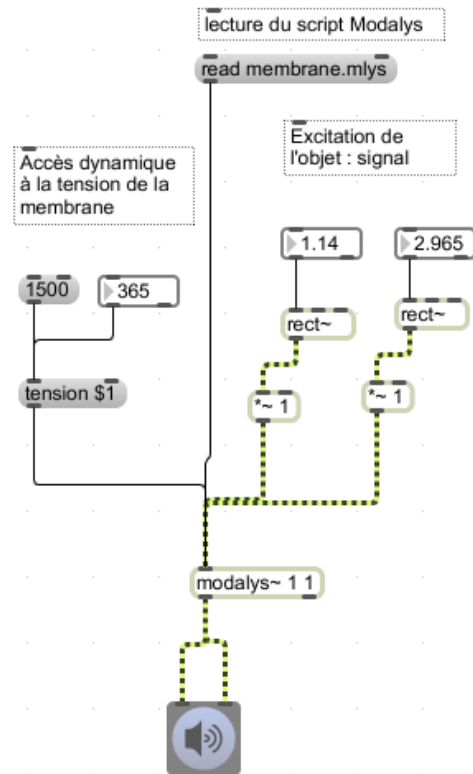 lecture du script Modalys
read membrane.mlys
Accès dynamique
à la tension de la
membrane
Excitation de
l'objet : signal
1.14
2.965
1500
365
rect~
rect~
tension $1
*~ 1
*~ 1
modalys~ 1 1